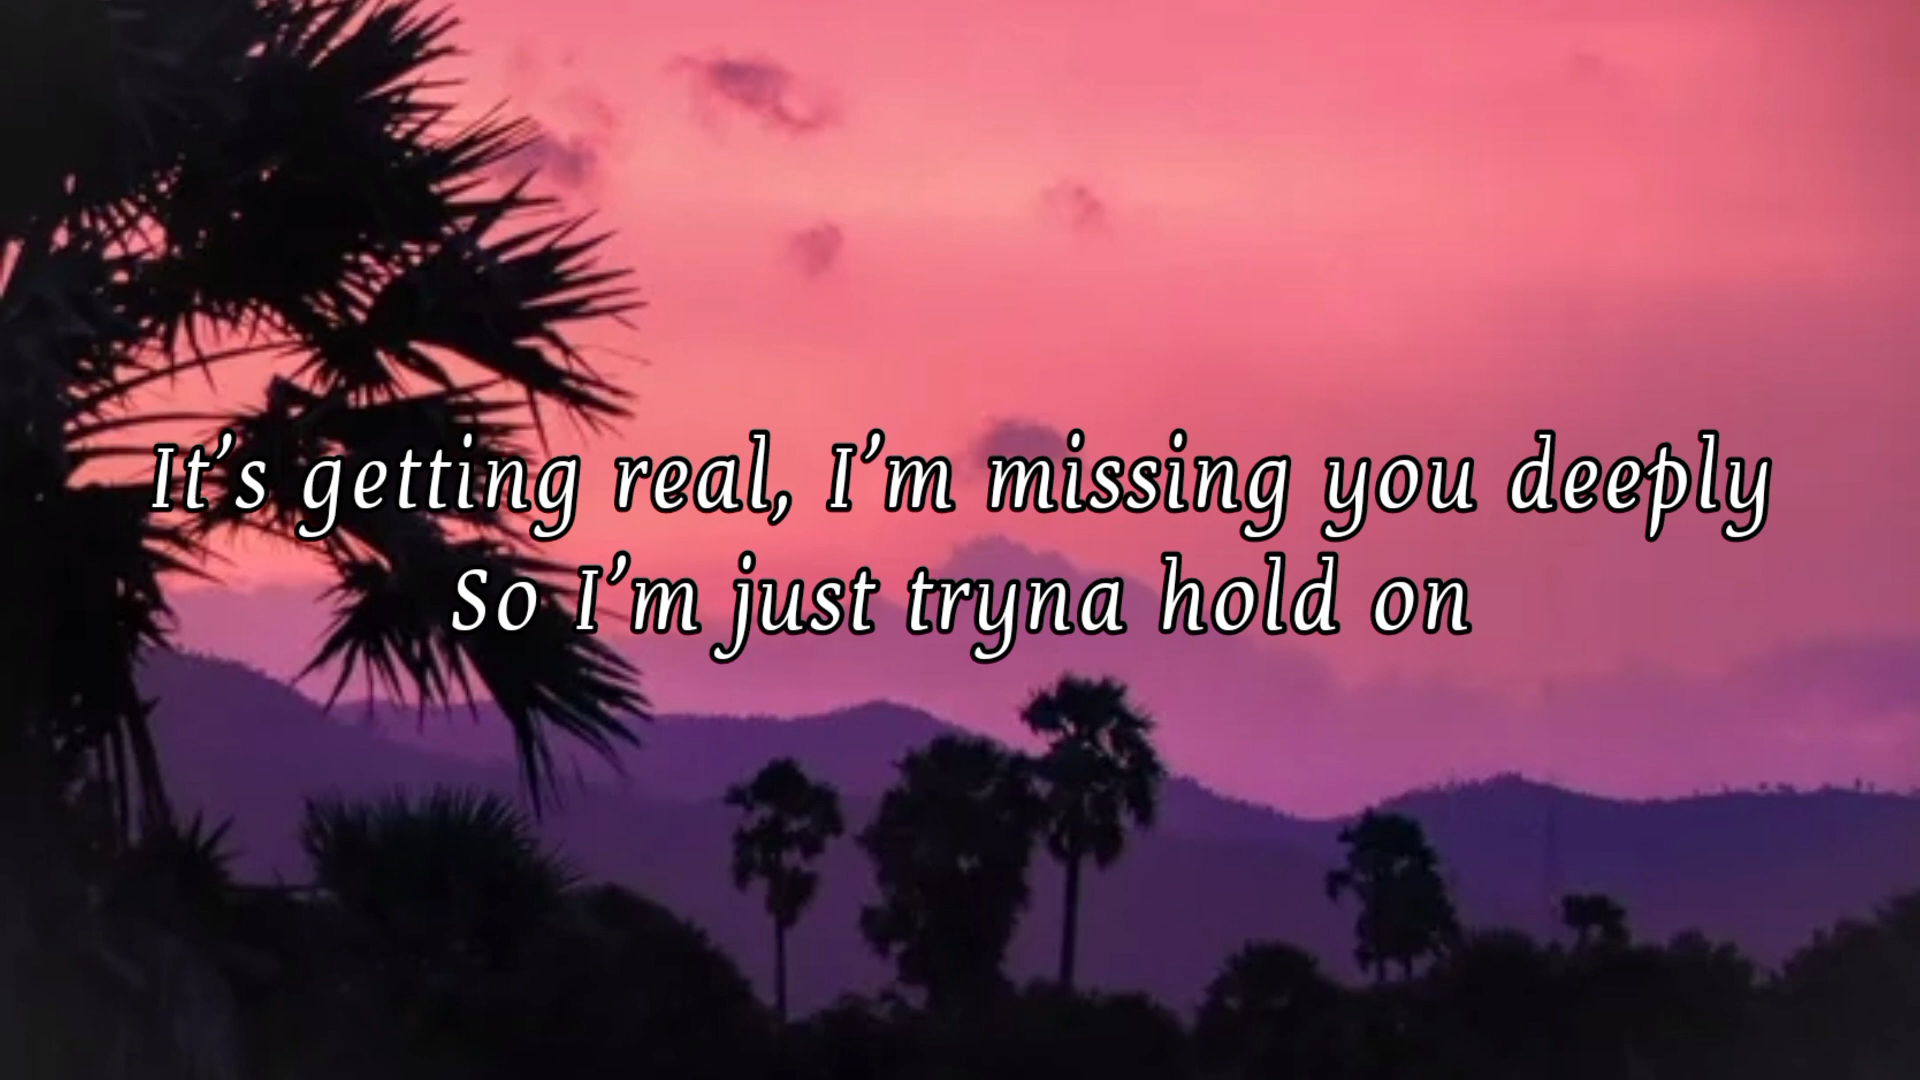 It’s getting real, I’m missing you deeply
So I’m just tryna hold on